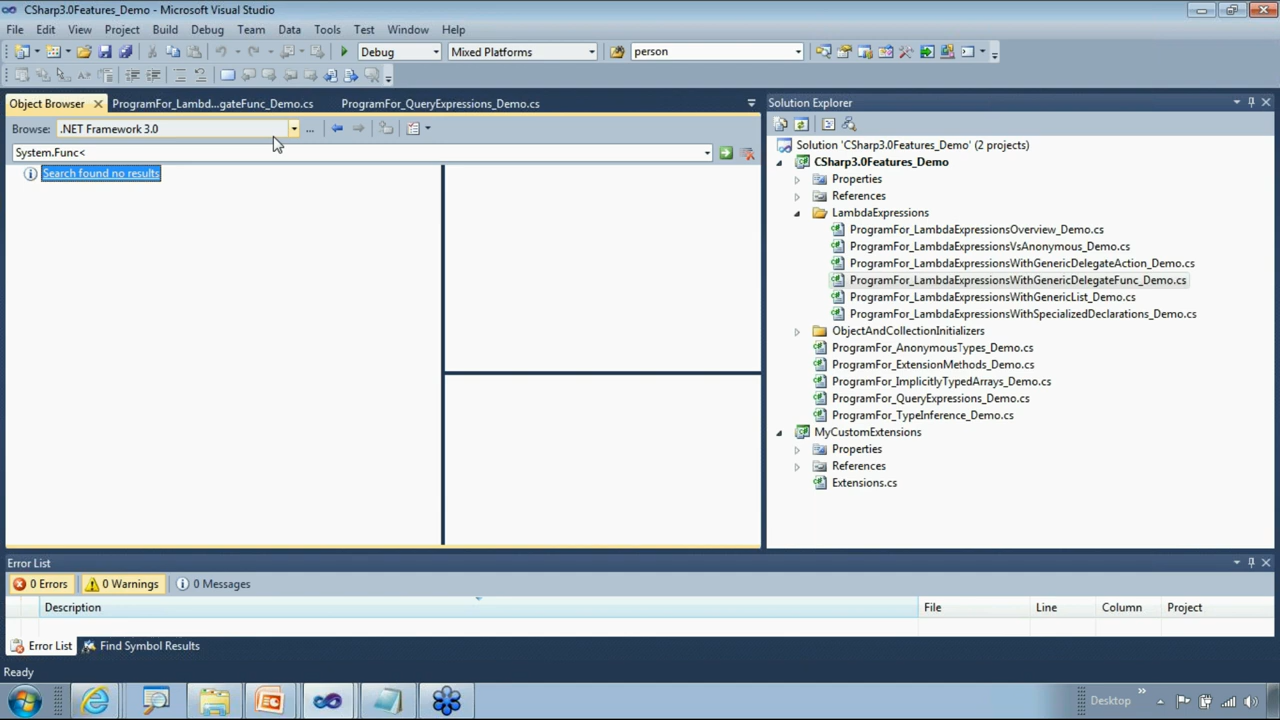 CSharp3.0Features_Demo - Microsoft Visual Studio
File Edit View Project Build Debug Team Data Tools Test Window Help
Debug Mixed Platforms person
Object Browser ProgramFor_Lambd...gateFunc_Demo.cs ProgramFor_QueryExpressions_Demo.cs
Browse: .NET Framework 3.0 ...
System.Func<
Search found no results
Solution Explorer
Solution 'CSharp3.0Features_Demo' (2 projects)
CSharp3.0Features_Demo
Properties
References
LambdaExpressions
ProgramFor_LambdaExpressionsOverview_Demo.cs
ProgramFor_LambdaExpressionsVsAnonymous_Demo.cs
ProgramFor_LambdaExpressionsWithGenericDelegateAction_Demo.cs
ProgramFor_LambdaExpressionsWithGenericDelegateFunc_Demo.cs
ProgramFor_LambdaExpressionsWithGenericList_Demo.cs
ProgramFor_LambdaExpressionsWithSpecializedDeclarations_Demo.cs
ObjectAndCollectionInitializers
ProgramFor_AnonymousTypes_Demo.cs
ProgramFor_ExtensionMethods_Demo.cs
ProgramFor_ImplicitlyTypedArrays_Demo.cs
ProgramFor_QueryExpressions_Demo.cs
ProgramFor_TypeInference_Demo.cs
MyCustomExtensions
Properties
References
Extensions.cs
Error List
0 Errors 0 Warnings 0 Messages
Description File Line Column Project
Error List Find Symbol Results
Ready
Desktop